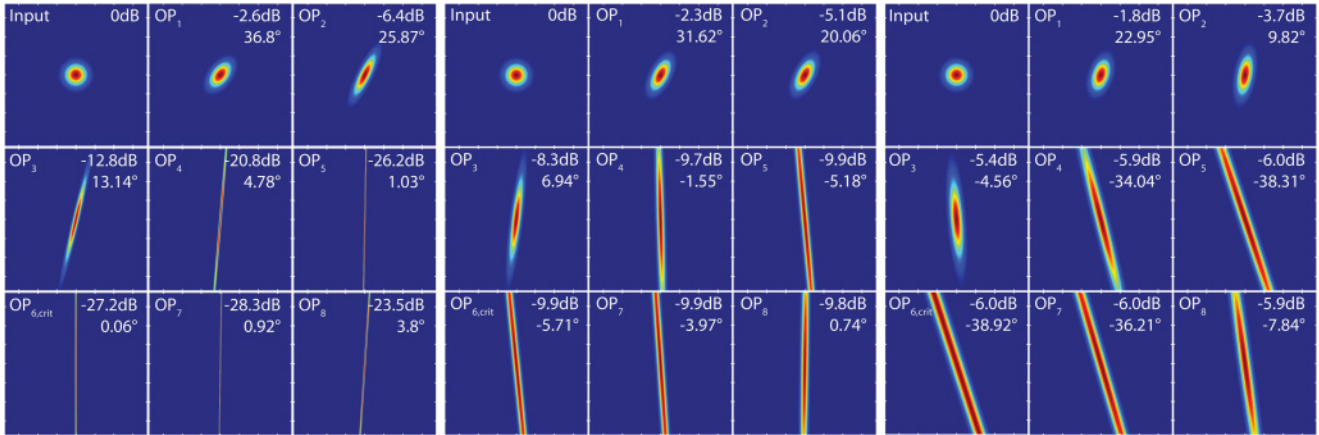 Input 0dB
OP1 -2.6dB
36.8°
OP2 -6.4dB
25.87°
Input 0dB
OP1 -2.3dB
31.62°
OP2 -5.1dB
20.06°
Input 0dB
OP1 -1.8dB
22.95°
OP2 -3.7dB
9.82°
OP3 -12.8dB
13.14°
OP4 -20.8dB
4.78°
OP5 -26.2dB
1.03°
OP3 -8.3dB
6.94°
OP4 -9.7dB
-1.55°
OP5 -9.9dB
-5.18°
OP3 -5.4dB
-4.56°
OP4 -5.9dB
-34.04°
OP5 -6.0dB
-38.31°
OP6,crit -27.2dB
0.06°
OP7 -28.3dB
0.92°
OP8 -23.5dB
3.8°
OP6,crit -9.9dB
-5.71°
OP7 -9.9dB
-3.97°
OP8 -9.8dB
0.74°
OP6,crit -6.0dB
-38.92°
OP7 -6.0dB
-36.21°
OP8 -5.9dB
-7.84°